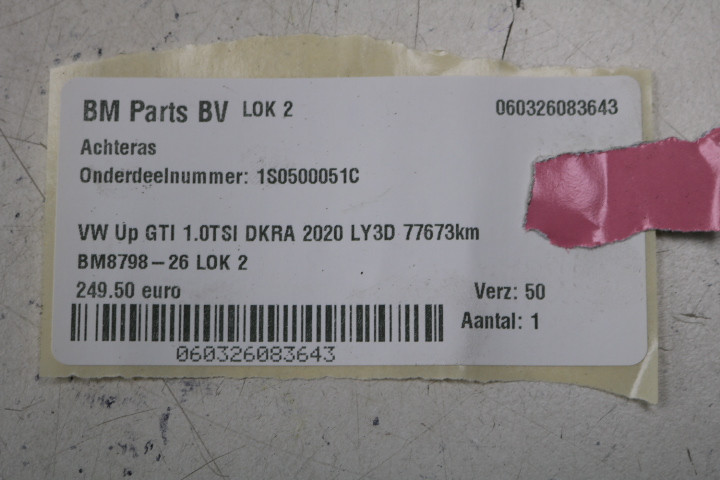 BM Parts BV LOK 2 060326083643
Achteras
Onderdeelnummer: 1S0500051C
VW Up GTI 1.0TSI DKRA 2020 LY3D 77673km
BM8798-26 LOK 2
249.50 euro Verz: 50
Aantal: 1
060326083643